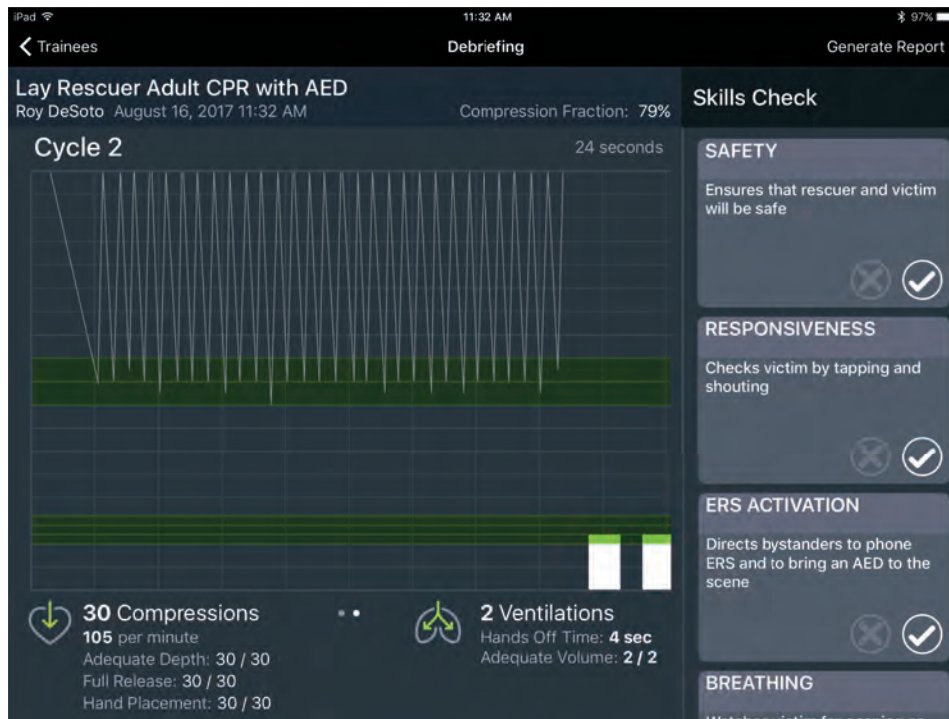 iPad
11:32 AM
97%
Trainees
Debriefing
Generate Report
Lay Rescuer Adult CPR with AED
Roy DeSoto August 16, 2017 11:32 AM
Compression Fraction: 79%
Cycle 2
24 seconds
30 Compressions
105 per minute
Adequate Depth: 30 / 30
Full Release: 30 / 30
Hand Placement: 30 / 30
2 Ventilations
Hands Off Time: 4 sec
Adequate Volume: 2 / 2
Skills Check
SAFETY
Ensures that rescuer and victim
will be safe
RESPONSIVENESS
Checks victim by tapping and
shouting
ERS ACTIVATION
Directs bystanders to phone
ERS and to bring an AED to the
scene
BREATHING